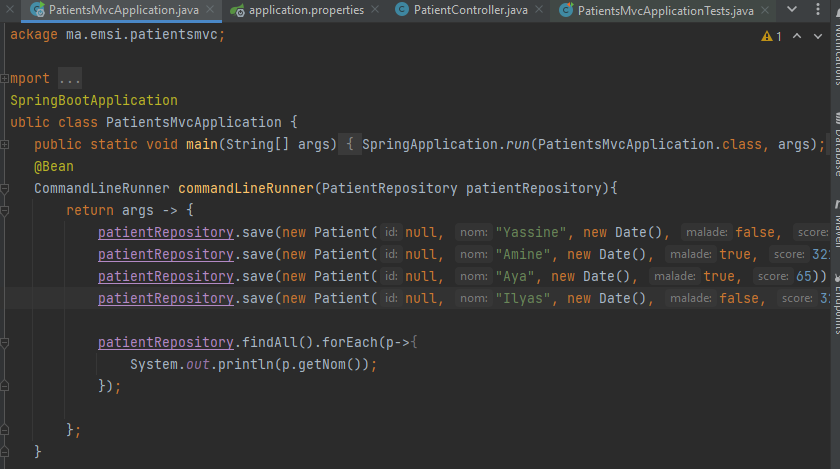 PatientsMvcApplication.java application.properties PatientController.java PatientsMvcApplicationTests.java
ackage ma.emsi.patientsmvc; 1
mport ...
SpringBootApplication
ublic class PatientsMvcApplication {
public static void main(String[] args) { SpringApplication.run(PatientsMvcApplication.class, args);
@Bean
CommandLineRunner commandLineRunner(PatientRepository patientRepository){
return args -> {
patientRepository.save(new Patient( id: null, nom: "Yassine", new Date(), malade: false, score:
patientRepository.save(new Patient( id: null, nom: "Amine", new Date(), malade: true, score: 32
patientRepository.save(new Patient( id: null, nom: "Aya", new Date(), malade: true, score: 65))
patientRepository.save(new Patient( id: null, nom: "Ilyas", new Date(), malade: false, score: 3
patientRepository.findAll().forEach(p->{
System.out.println(p.getNom());
});
};
}
Notifications
Database
Maven
Endpoints